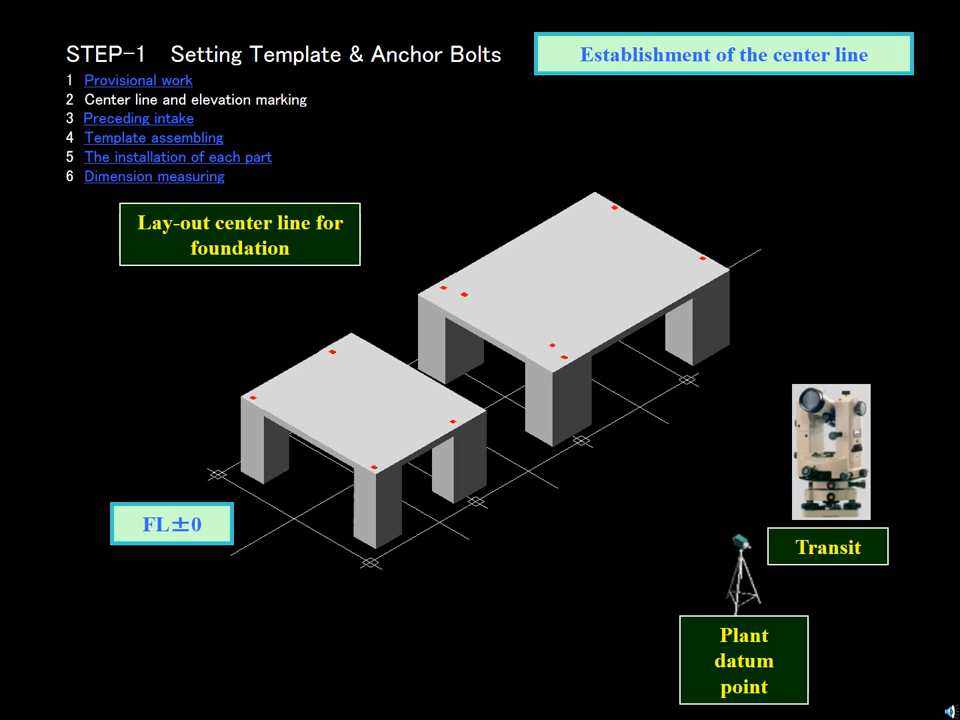 STEP-1 Setting Template & Anchor Bolts
Establishment of the center line
1 Provisional work
2 Center line and elevation marking
3 Preceding intake
4 Template assembling
5 The installation of each part
6 Dimension measuring
Lay-out center line for
foundation
FL±0
Transit
Plant
datum
point